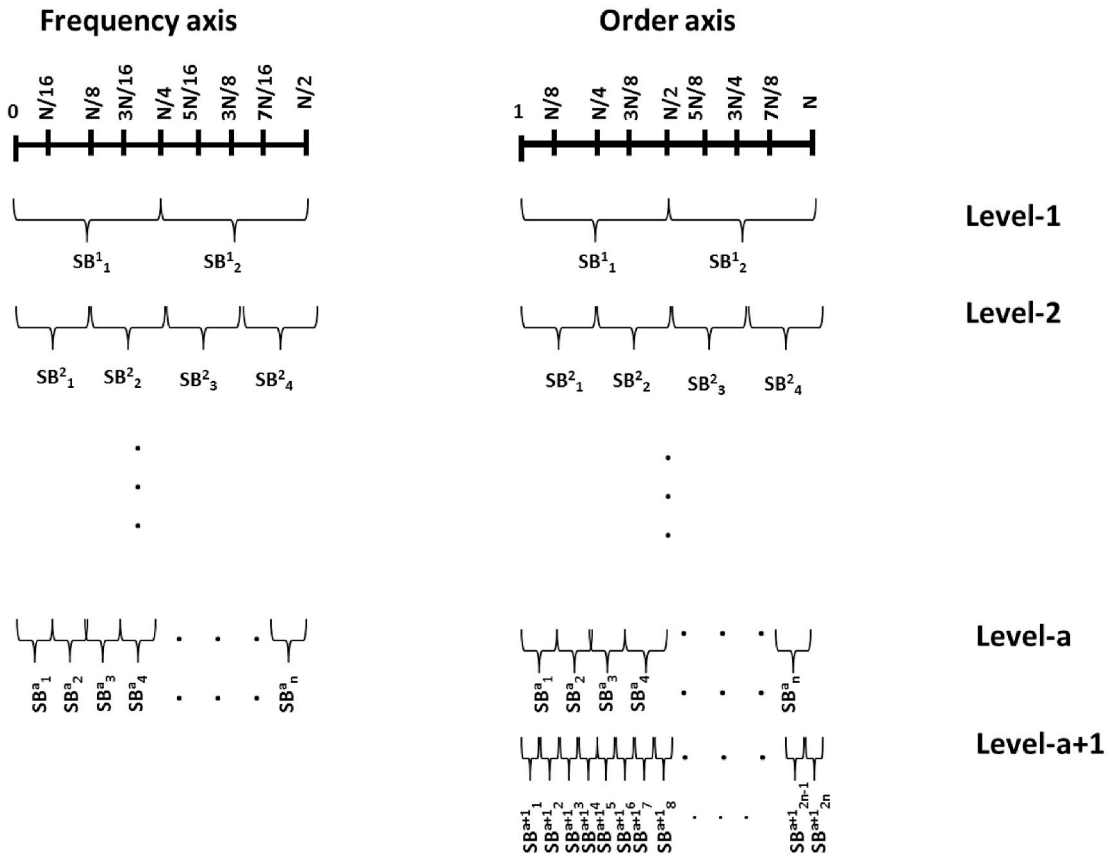 Frequency axis Order axis
0 N/16 N/8 3N/16 N/4 5N/16 3N/8 7N/16 N/2 1 N/8 N/4 3N/8 N/2 5N/8 3N/4 7N/8 N
Level-1
SB¹₁ SB¹₂ SB¹₁ SB¹₂
Level-2
SB²₁ SB²₂ SB²₃ SB²₄ SB²₁ SB²₂ SB²₃ SB²₄
Level-a
SBᵃ₁ SBᵃ₂ SBᵃ₃ SBᵃ₄ . . . SBᵃₙ SBᵃ₁ SBᵃ₂ SBᵃ₃ SBᵃ₄ . . . SBᵃₙ
Level-a+1
SBᵃ⁺¹₁ SBᵃ⁺¹₂ SBᵃ⁺¹₃ SBᵃ⁺¹₄ SBᵃ⁺¹₅ SBᵃ⁺¹₆ SBᵃ⁺¹₇ SBᵃ⁺¹₈ . . . SBᵃ⁺¹₂ₙ₋₁ SBᵃ⁺¹₂ₙ